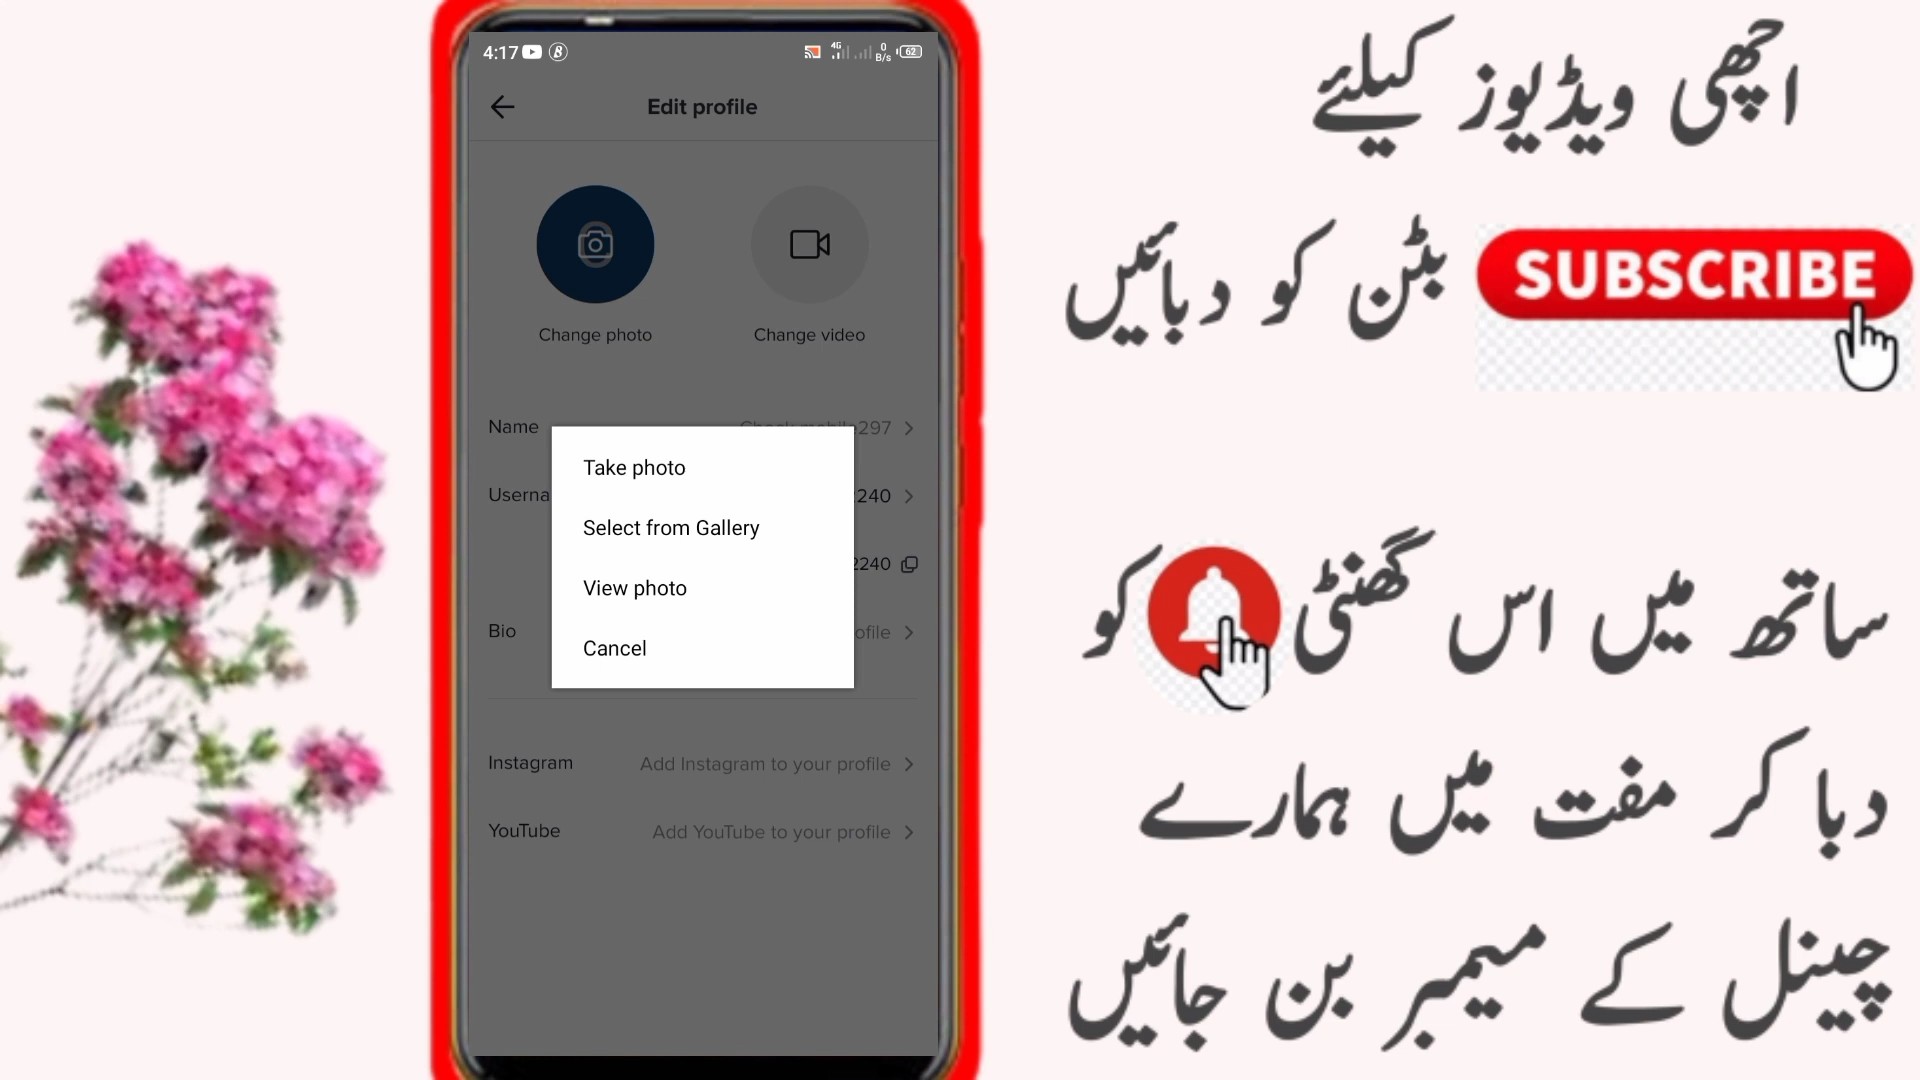 4:17
4G
0
B/s
62
Edit profile
Change photo
Change video
Name
297
Userna
240
2240
Bio
ofile
Take photo
Select from Gallery
View photo
Cancel
Instagram
Add Instagram to your profile
YouTube
Add YouTube to your profile
اچھی ویڈیوز کیلئے
SUBSCRIBE بٹن کو دبائیں
ساتھ میں اس گھنٹی کو
دبا کر مفت میں ہمارے
چینل کے میمبر بن جائیں